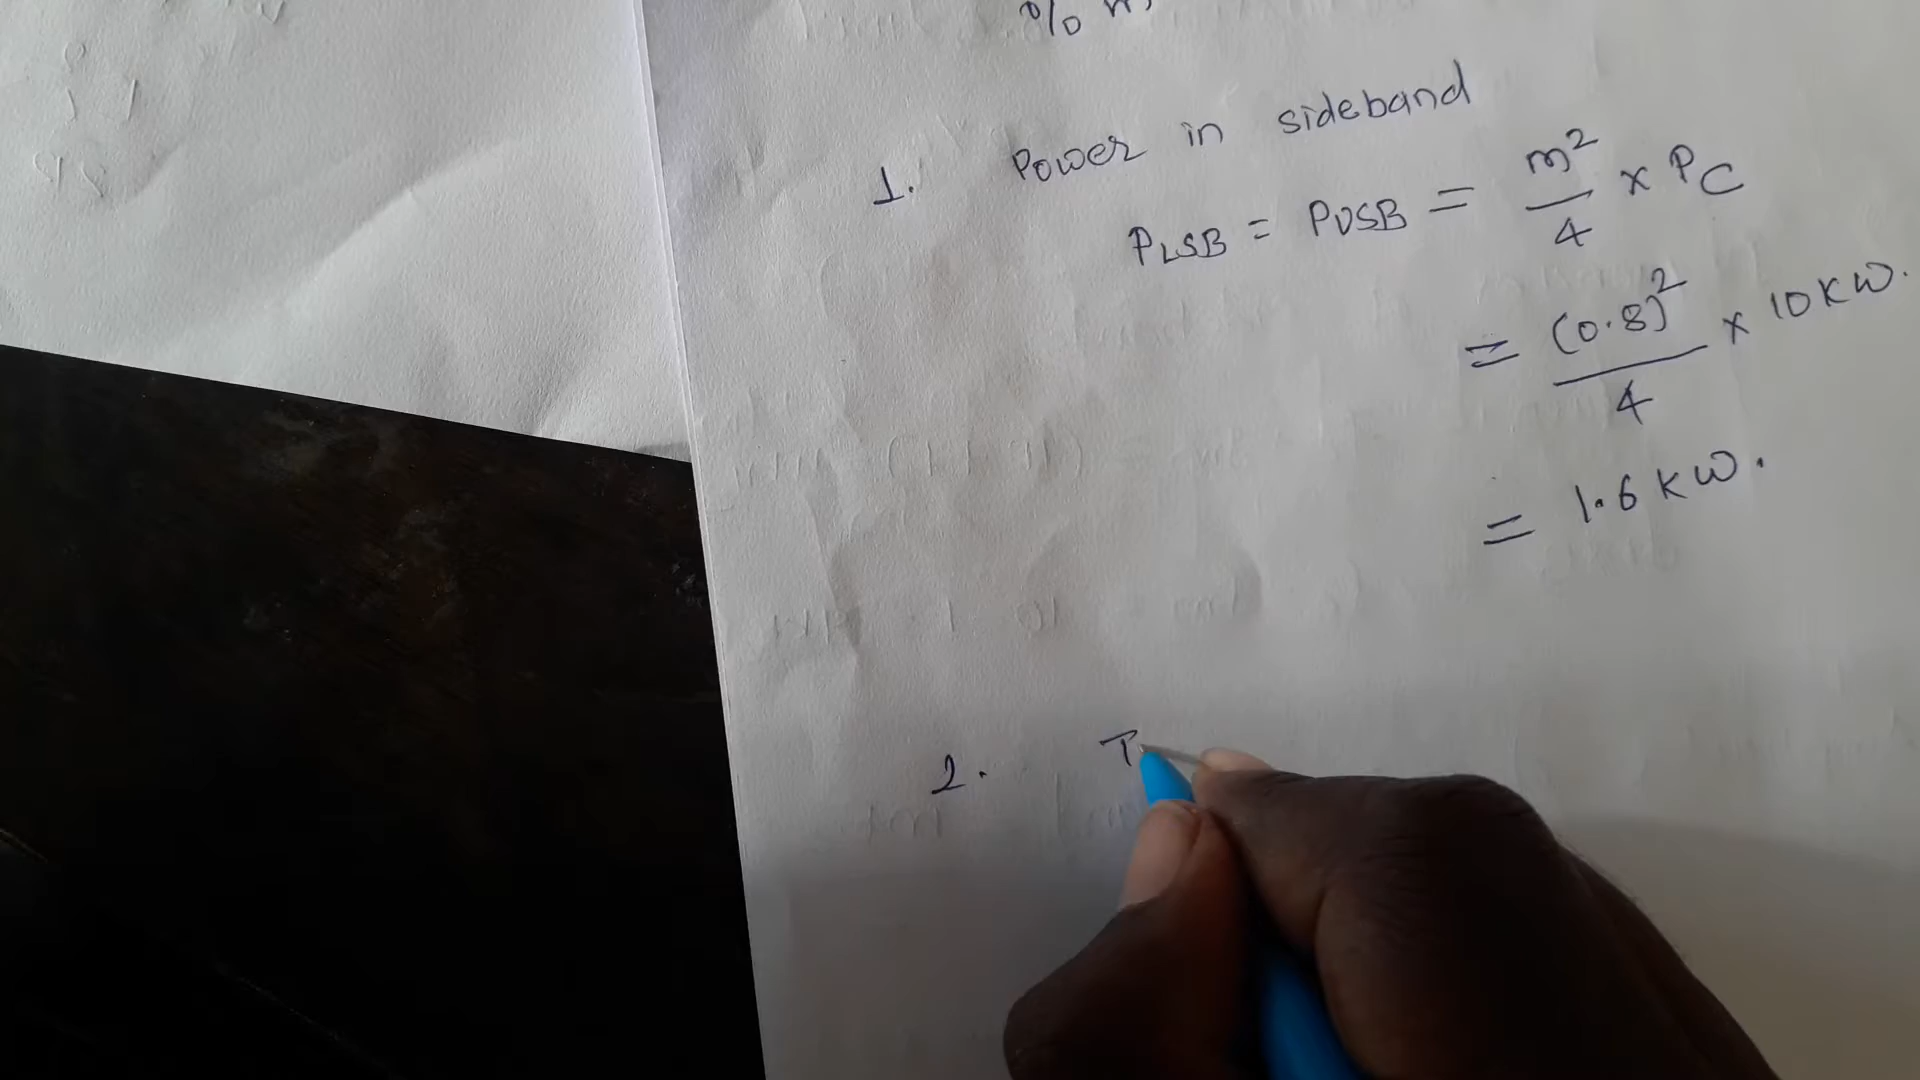 % m
1. Power in sideband
PLSB = PUSB = m²/4 x PC
= (0.8)²/4 x 10 KW.
= 1.6 KW.
2. T